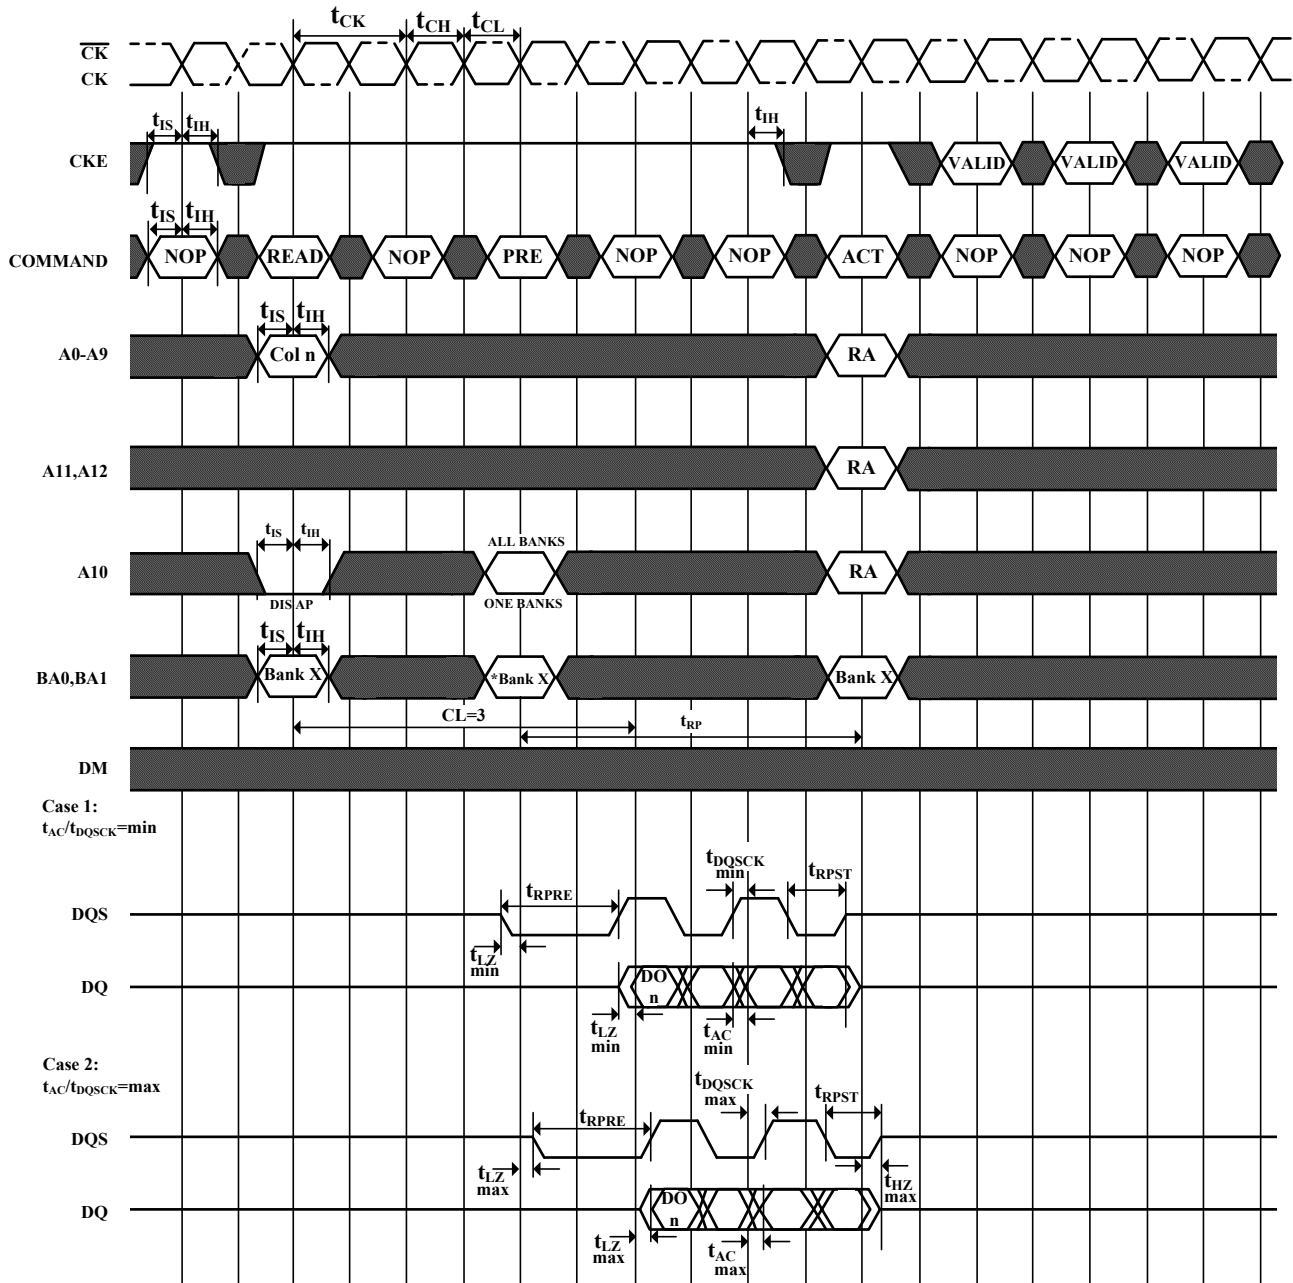 tCK tCH tCL
CK
CK
tIS tIH tIH
CKE VALID VALID VALID
tIS tIH
COMMAND NOP READ NOP PRE NOP NOP ACT NOP NOP NOP
tIS tIH
A0-A9 Col n RA
A11,A12 RA
tIS tIH ALL BANKS
A10 RA
DIS AP ONE BANKS
tIS tIH
BA0,BA1 Bank X *Bank X Bank X
CL=3 tRP
DM
Case 1:
tAC/tDQSCK=min
tDQSCK
min
tRPST
tRPRE
DQS
tLZ
min
DQ DO
n
tLZ
min
tAC
min
Case 2:
tAC/tDQSCK=max
tDQSCK
max
tRPST
tRPRE
DQS
tLZ
max
tHZ
max
DQ DO
n
tLZ
max
tAC
max